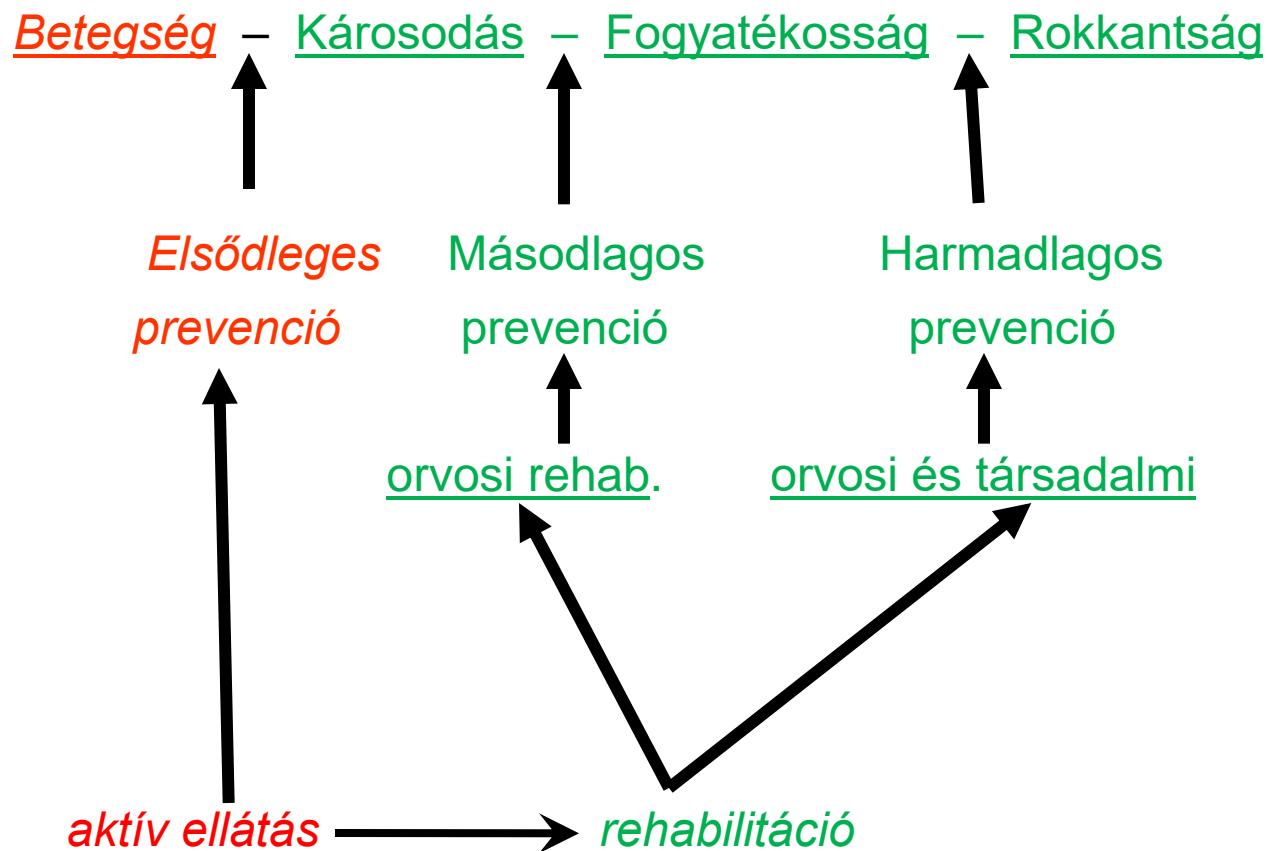 Betegség – Károsodás – Fogyatékosság – Rokkantság
Elsődleges Másodlagos Harmadlagos
prevenció prevenció prevenció
orvosi rehab. orvosi és társadalmi
aktív ellátás rehabilitáció